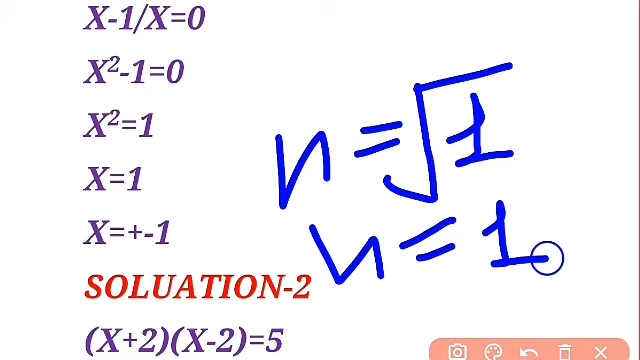 X-1/X=0
X²-1=0
X²=1
X=1
X=+-1
SOLUATION-2
(X+2)(X-2)=5
n=√1
n=1